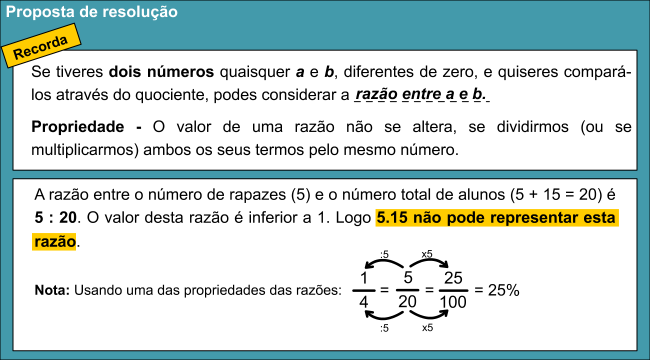 Proposta de resolução
Recorda
Se tiveres dois números quaisquer a e b, diferentes de zero, e quiseres compará-
los através do quociente, podes considerar a razão entre a e b.
Propriedade - O valor de uma razão não se altera, se dividirmos (ou se
multiplicarmos) ambos os seus termos pelo mesmo número.
A razão entre o número de rapazes (5) e o número total de alunos (5 + 15 = 20) é
5 : 20. O valor desta razão é inferior a 1. Logo 5.15 não pode representar esta
razão.
:5 x5
Nota: Usando uma das propriedades das razões: 1/4 = 5/20 = 25/100 = 25%
:5 x5